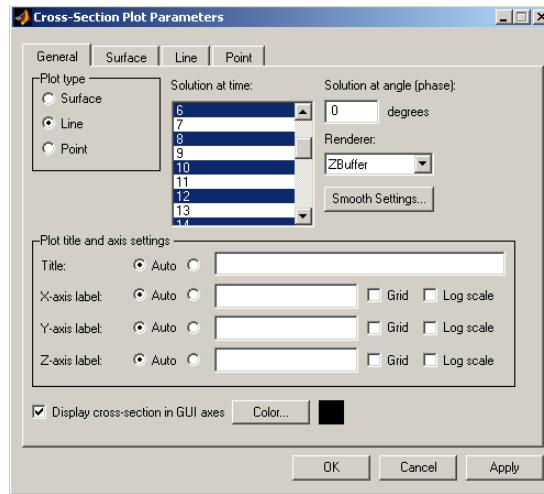 Cross-Section Plot Parameters
General Surface Line Point
Plot type
Surface
Line
Point
Solution at time:
6
7
8
9
10
11
12
13
14
Solution at angle (phase):
0 degrees
Renderer:
ZBuffer
Smooth Settings...
Plot title and axis settings
Title: Auto
X-axis label: Auto Grid Log scale
Y-axis label: Auto Grid Log scale
Z-axis label: Auto Grid Log scale
Display cross-section in GUI axes Color...
OK Cancel Apply